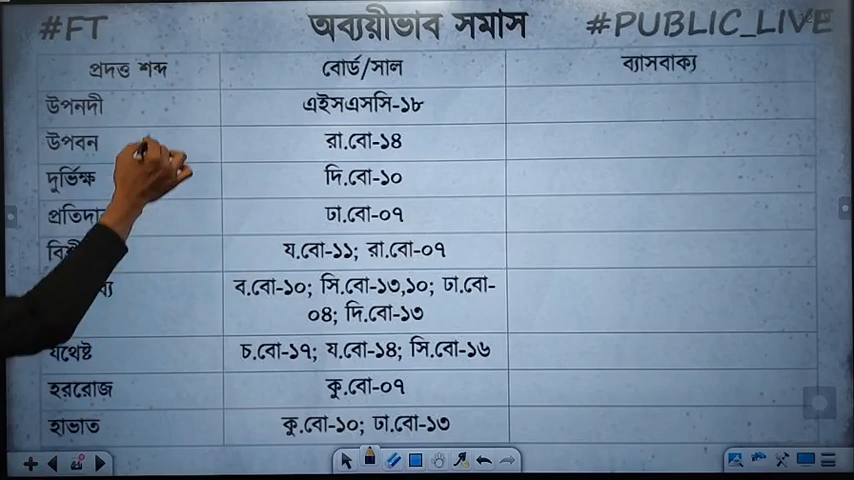 #FT অব্যয়ীভাব সমাস #PUBLIC_LIVE
প্রদত্ত শব্দ বোর্ড/সাল ব্যাসবাক্য
উপনদী এইসএসসি-১৮
উপবন রা.বো-১৪
দুর্ভিক্ষ দি.বো-১০
ঢা.বো-০৭
য.বো-১১; রা.বো-০৭
ব.বো-১০; সি.বো-১৩,১০; ঢা.বো-
০৪; দি.বো-১৩
যথেষ্ট চ.বো-১৭; য.বো-১৪; সি.বো-১৬
হররোজ কু.বো-০৭
হাভাত কু.বো-১০; ঢা.বো-১৩